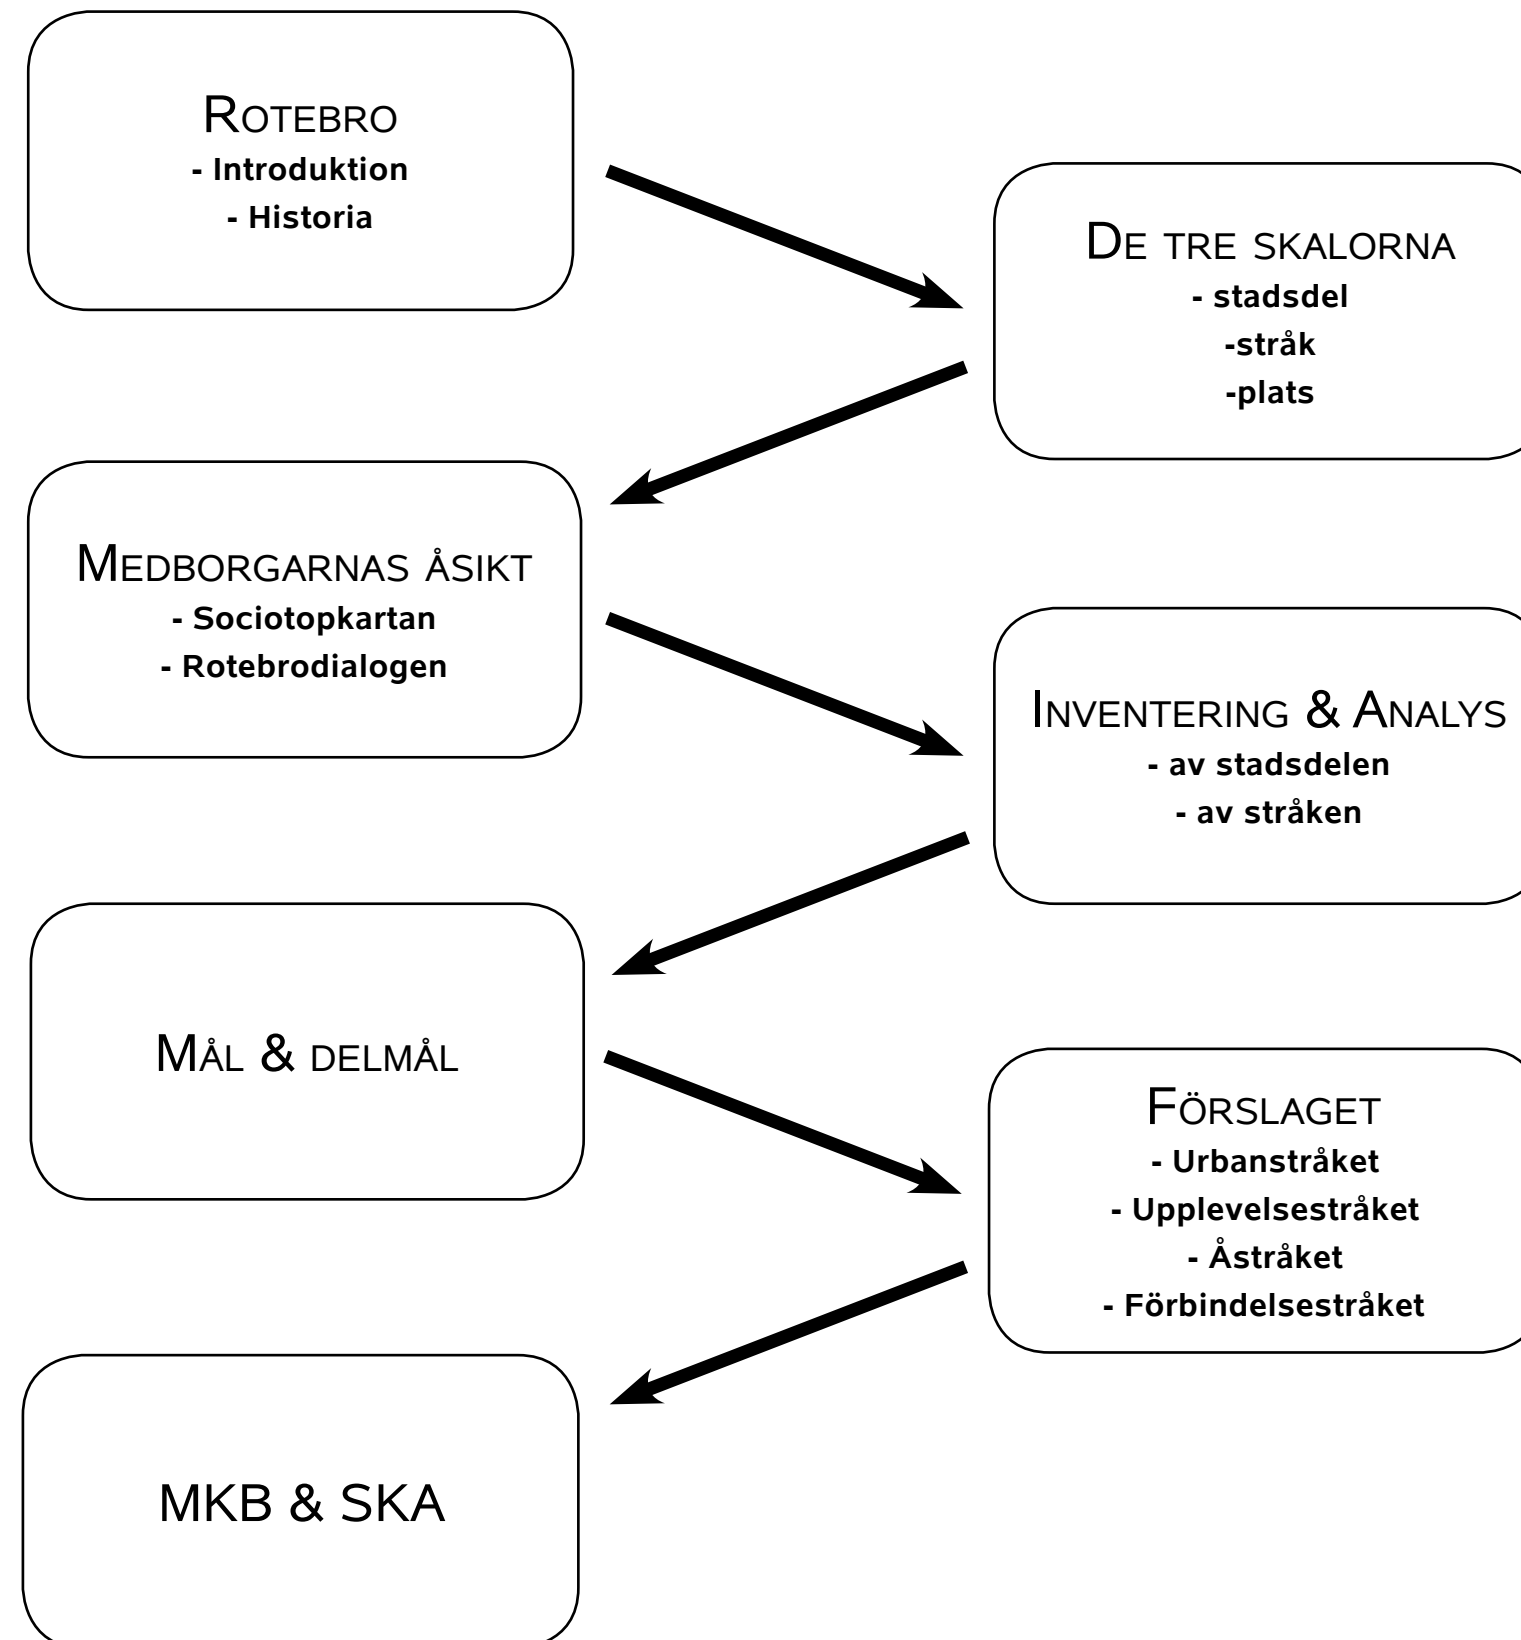 Rotebro
- Introduktion
- Historia
De tre skalorna
- stadsdel
-stråk
-plats
Medborgarnas åsikt
- Sociotopkartan
- Rotebrodialogen
Inventering & Analys
- av stadsdelen
- av stråken
Mål & delmål
Förslaget
- Urbanstråket
- Upplevelsestråket
- Åstråket
- Förbindelsestråket
MKB & SKA